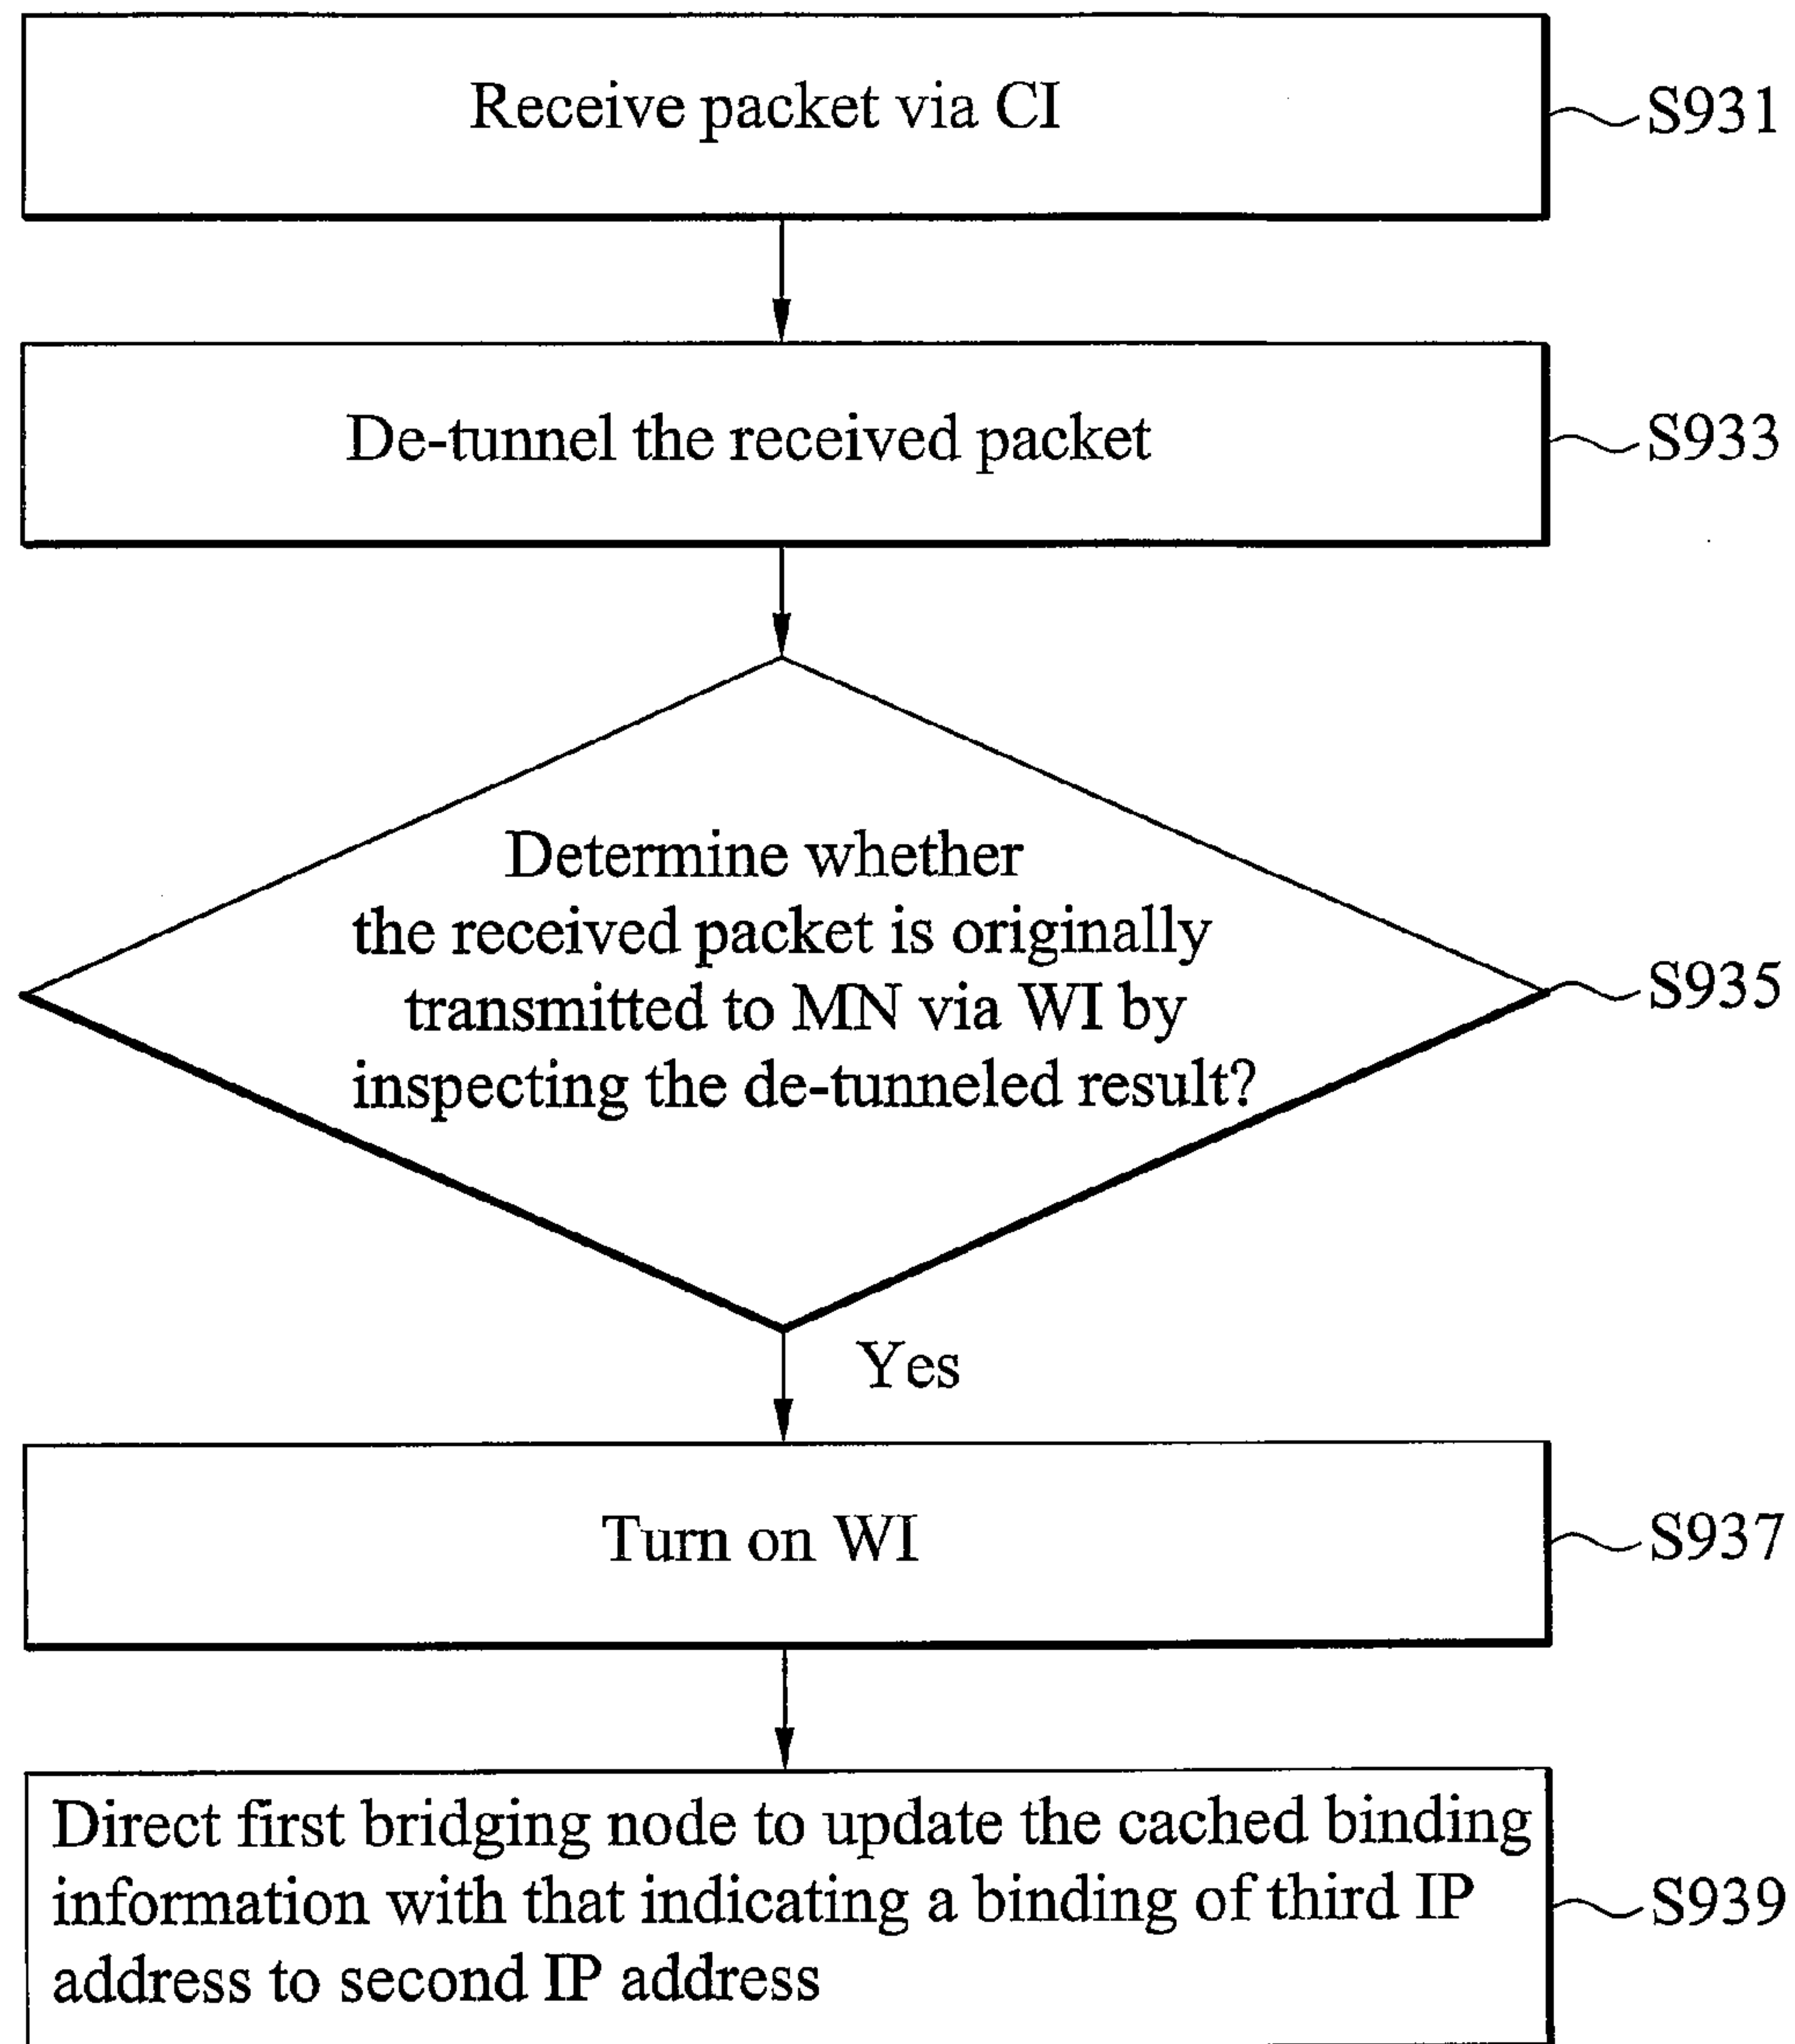 Receive packet via CI
S931
De-tunnel the received packet
S933
Determine whether
the received packet is originally
transmitted to MN via WI by
inspecting the de-tunneled result?
S935
Yes
Turn on WI
S937
Direct first bridging node to update the cached binding
information with that indicating a binding of third IP
address to second IP address
S939